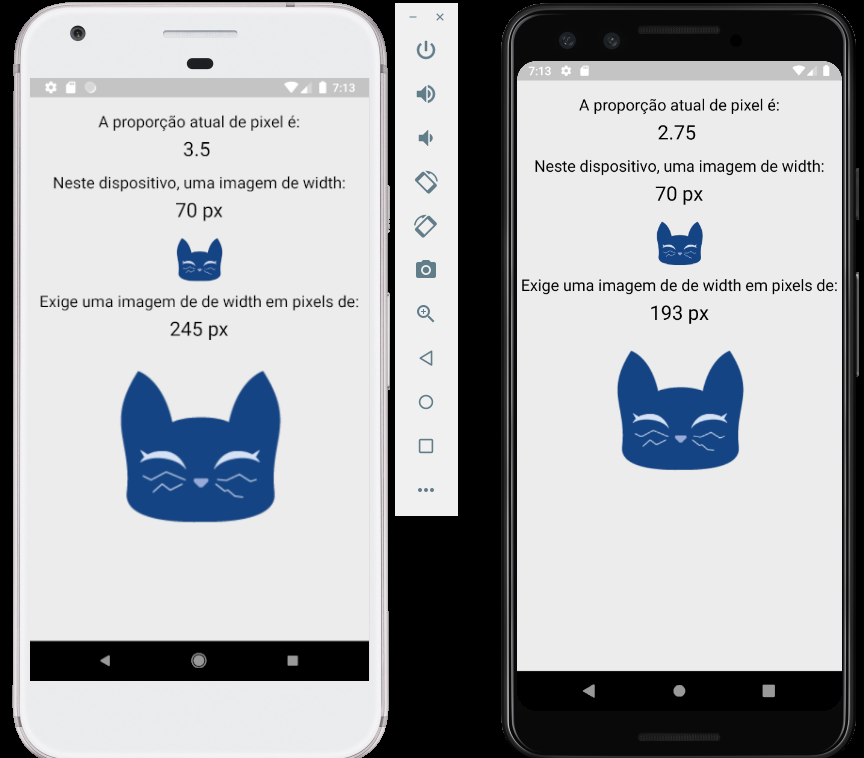 7:13
A proporção atual de pixel é:
3.5
Neste dispositivo, uma imagem de width:
70 px
Exige uma imagem de de width em pixels de:
245 px
7:13
A proporção atual de pixel é:
2.75
Neste dispositivo, uma imagem de width:
70 px
Exige uma imagem de de width em pixels de:
193 px